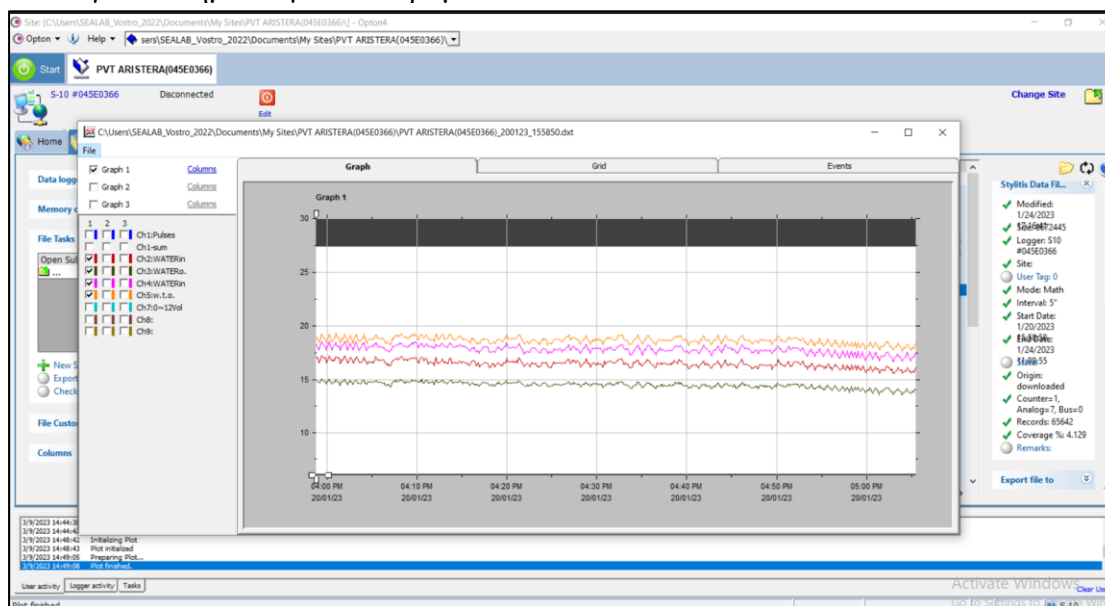 Site: [C:\Users\SEALAB_Vostro_2022\Documents\My Sites\PVT ARISTERA(045E0366)\] - Opton4
Opton Help sers\SEALAB_Vostro_2022\Documents\My Sites\PVT ARISTERA(045E0366)\
Start PVT ARISTERA(045E0366)
S-10 #045E0366 Disconnected
Edit
Change Site
Home
C:\Users\SEALAB_Vostro_2022\Documents\My Sites\PVT ARISTERA(045E0366)\PVT ARISTERA(045E0366)_200123_155850.dxt
File
Graph 1 Columns
Graph 2 Columns
Graph 3 Columns
1 2 3
Ch1:Pulses
Ch1-sum
Ch2:WATERin
Ch3:WATERo.
Ch4:WATERin
Ch5:w.t.o.
Ch7:0~12Vol
Ch8:
Ch9:
Graph Grid Events
Graph 1
30
25
20
15
10
04:00 PM 04:10 PM 04:20 PM 04:30 PM 04:40 PM 04:50 PM 05:00 PM
20/01/23 20/01/23 20/01/23 20/01/23 20/01/23 20/01/23 20/01/23
Data logg
Memory
File Tasks
Open Sul
...
New S
Export
Check
File Custo
Columns
Stylitis Data Fil...
Modified:
1/24/2023
Logger: S10
#045E0366
Site:
User Tag: 0
Mode: Math
Interval: 5"
Start Date:
1/20/2023
1/24/2023
Origin:
downloaded
Counter=1,
Analog=7, Bus=0
Records: 65642
Coverage %: 4.129
Remarks:
Export file to
3/9/2023 14:48:42 Initializing Plot
3/9/2023 14:48:43 Plot initialized
3/9/2023 14:49:05 Preparing Plot...
3/9/2023 14:49:08 Plot finished.
User activity Logger activity Tasks
Activate Windows
Clear Us
Plot finished